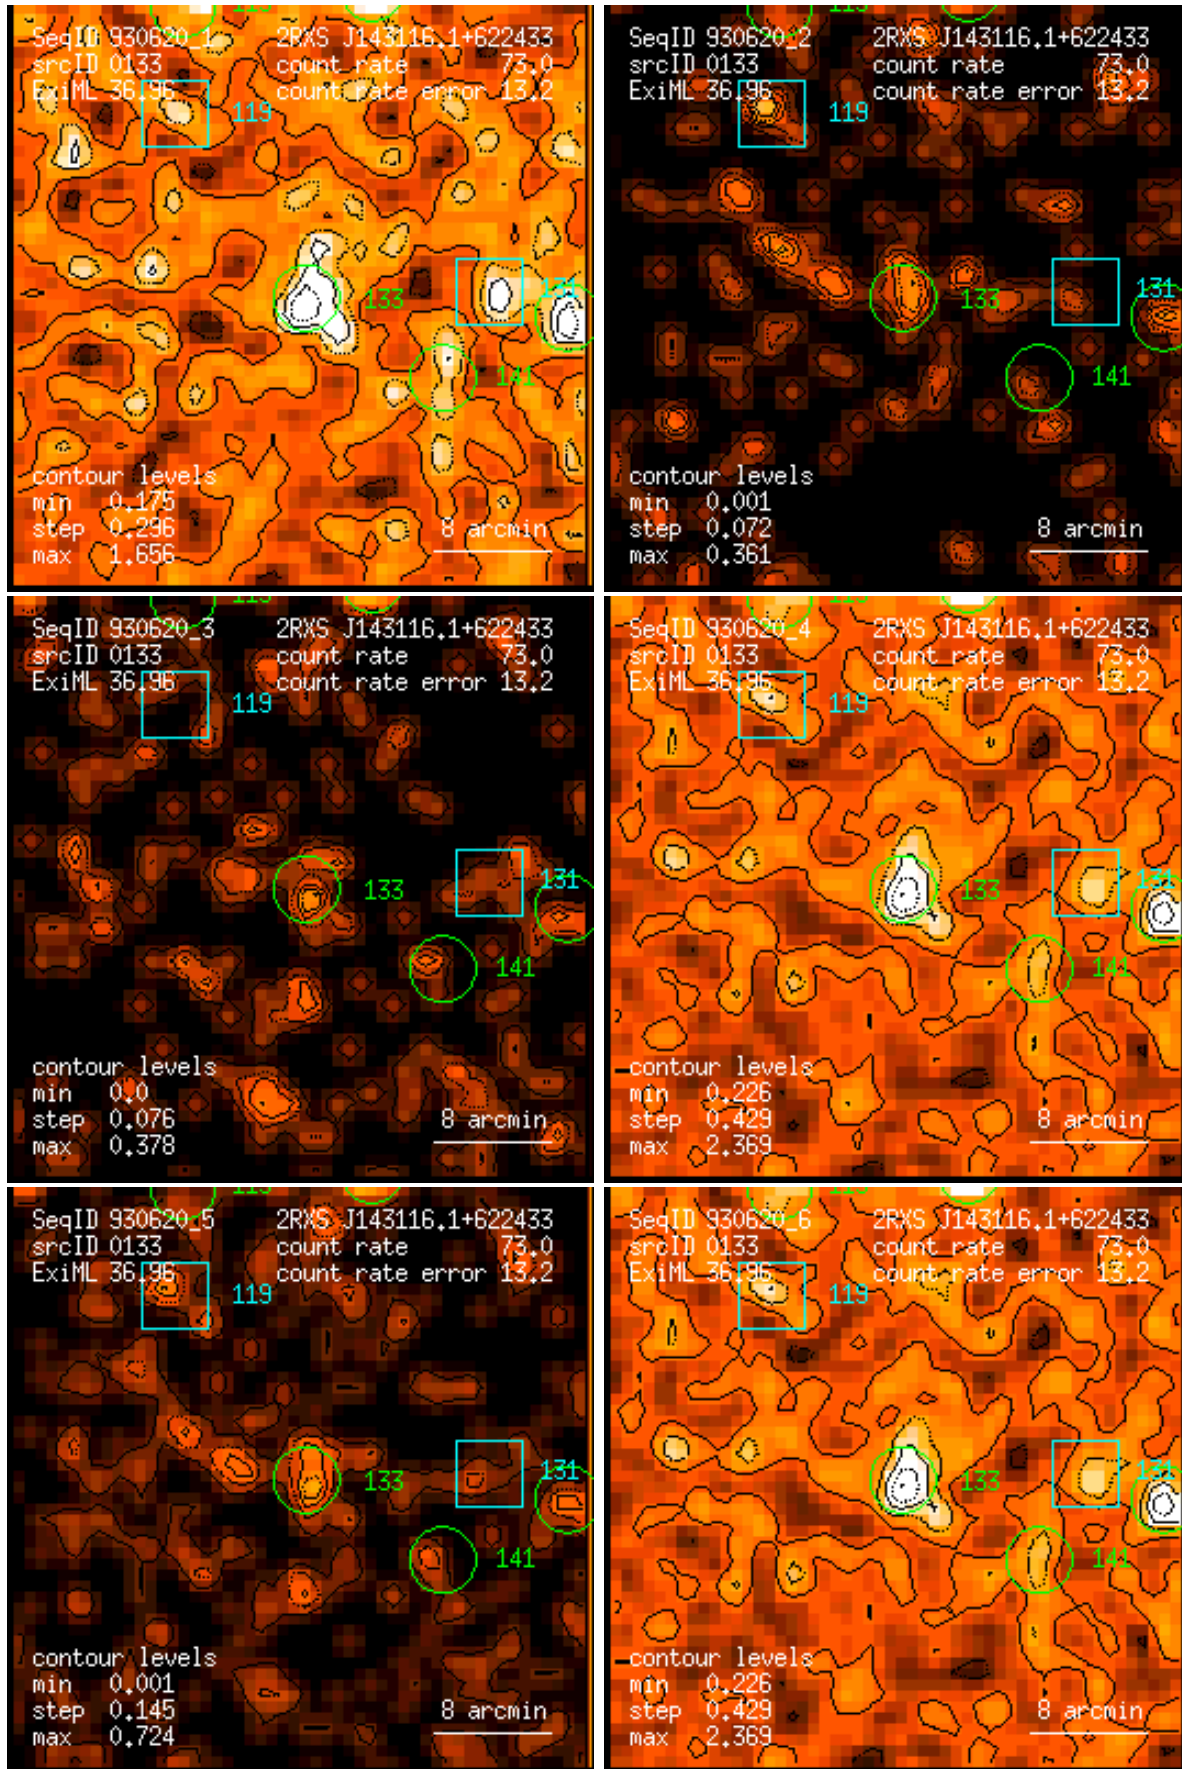 SeqID 930620_1 2RXS J143116.1+622433
srcID 0133 count rate 73.0
ExiML 36.96 count rate error 13.2
119
133
131
141
contour levels
min 0.175
step 0.296
max 1.656
8 arcmin
SeqID 930620_2 2RXS J143116.1+622433
srcID 0133 count rate 73.0
ExiML 36.96 count rate error 13.2
119
133
131
141
contour levels
min 0.001
step 0.072
max 0.361
8 arcmin
SeqID 930620_3 2RXS J143116.1+622433
srcID 0133 count rate 73.0
ExiML 36.96 count rate error 13.2
119
133
131
141
contour levels
min 0.0
step 0.076
max 0.378
8 arcmin
SeqID 930620_4 2RXS J143116.1+622433
srcID 0133 count rate 73.0
ExiML 36.96 count rate error 13.2
119
133
131
141
contour levels
min 0.226
step 0.429
max 2.369
8 arcmin
SeqID 930620_5 2RXS J143116.1+622433
srcID 0133 count rate 73.0
ExiML 36.96 count rate error 13.2
119
133
131
141
contour levels
min 0.001
step 0.145
max 0.724
8 arcmin
SeqID 930620_6 2RXS J143116.1+622433
srcID 0133 count rate 73.0
ExiML 36.96 count rate error 13.2
119
133
131
141
contour levels
min 0.226
step 0.429
max 2.369
8 arcmin